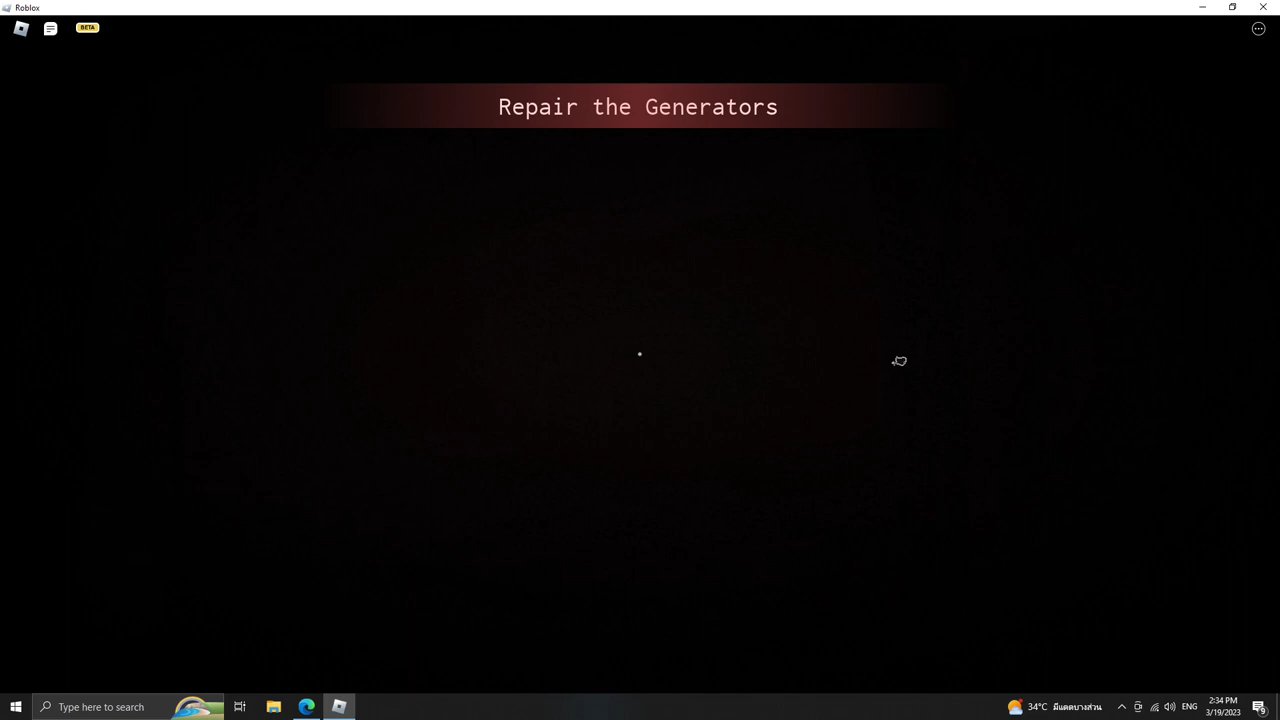 Roblox
BETA
Repair the Generators
Type here to search
34°C มีแดดบางส่วน
ENG
2:34 PM
3/19/2023
9